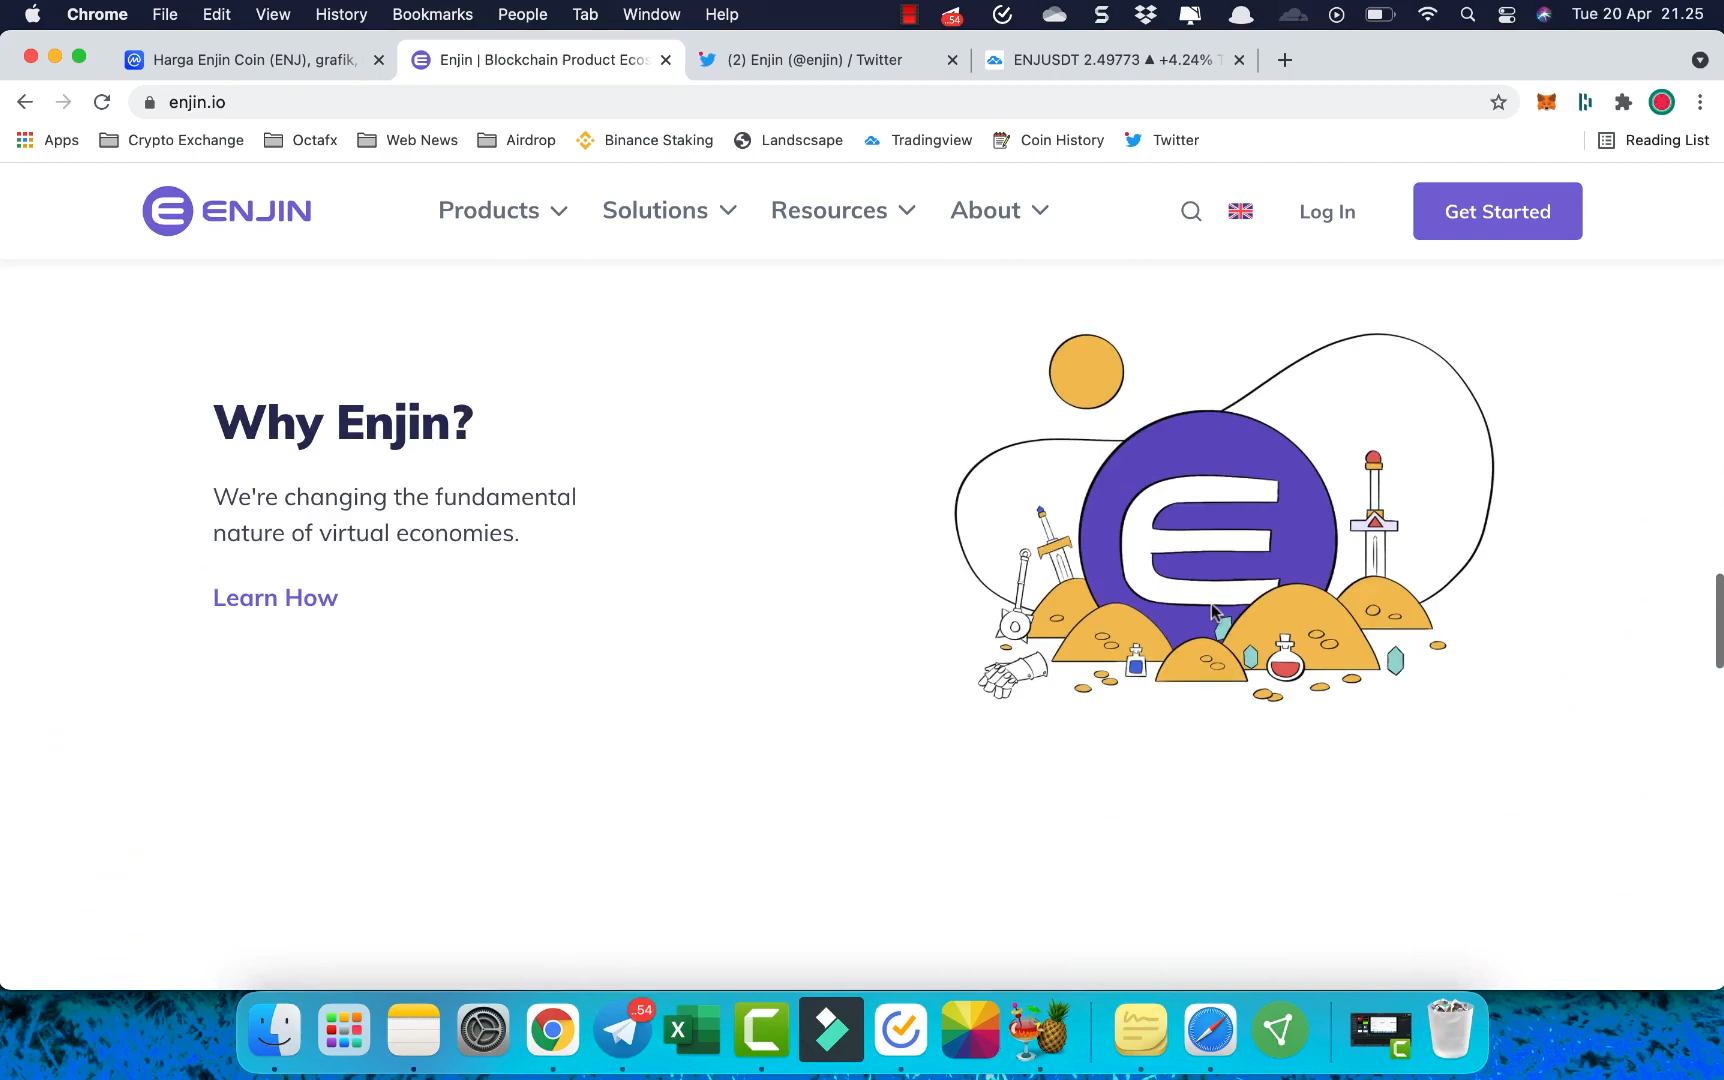 Chrome File Edit View History Bookmarks People Tab Window Help ..54 Tue 20 Apr 21.25
Harga Enjin Coin (ENJ), grafik, Enjin | Blockchain Product Ecos (2) Enjin (@enjin) / Twitter ENJUSDT 2.49773 ▲ +4.24% T
enjin.io
Apps Crypto Exchange Octafx Web News Airdrop Binance Staking Landscsape Tradingview Coin History Twitter Reading List
ENJIN Products Solutions Resources About Log In Get Started
Why Enjin?
We're changing the fundamental
nature of virtual economies.
Learn How
..54